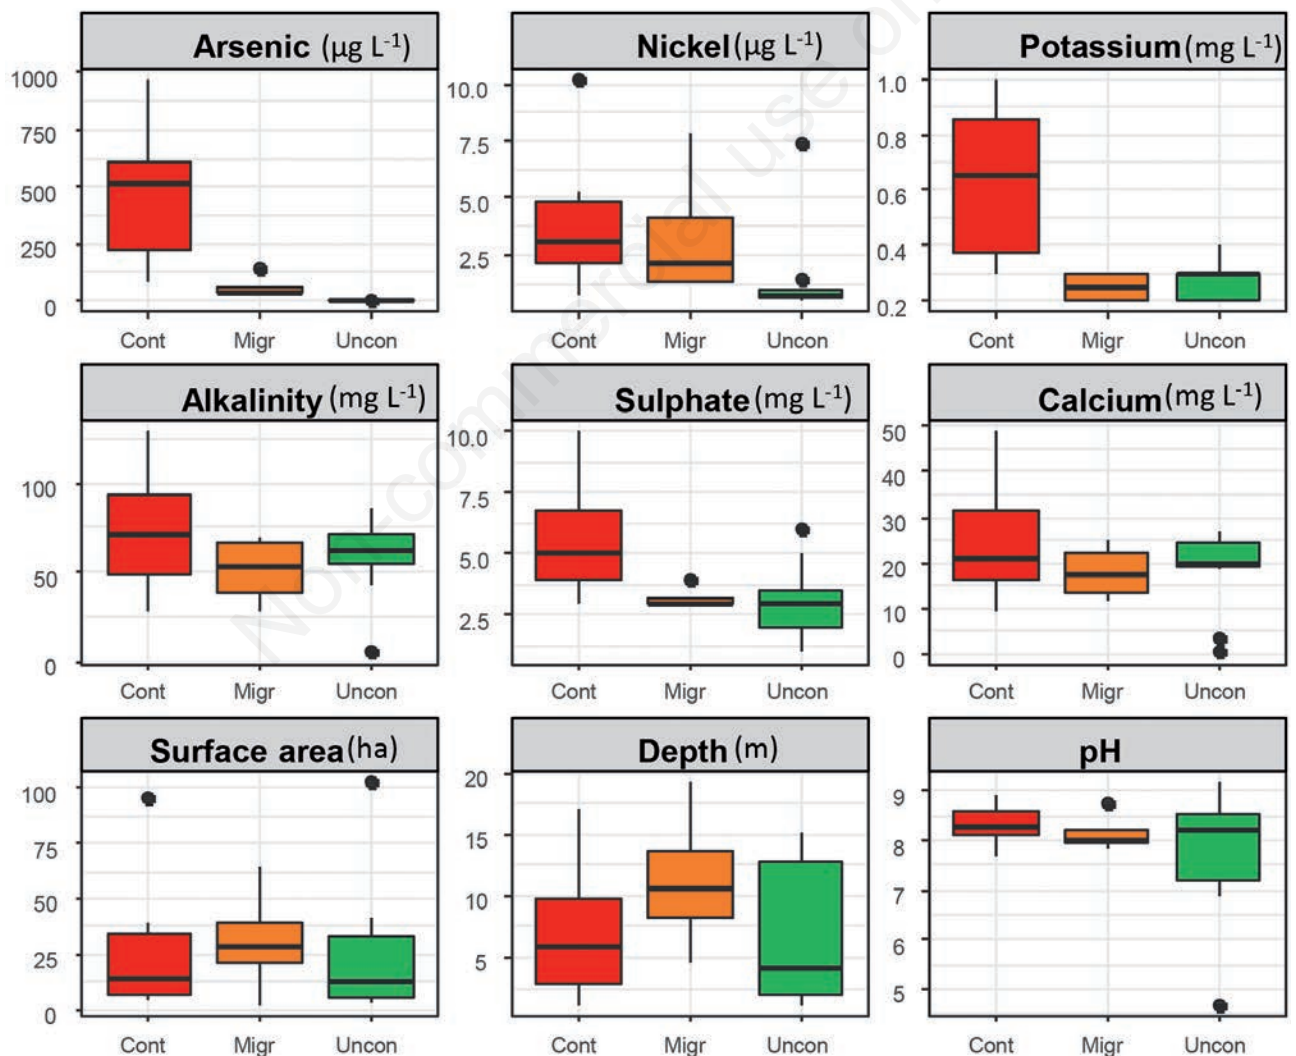 Arsenic (µg L-1)
1000
750
500
250
0
Cont Migr Uncon
Nickel (µg L-1)
10.0
7.5
5.0
2.5
Cont Migr Uncon
Potassium (mg L-1)
1.0
0.8
0.6
0.4
0.2
Cont Migr Uncon
Alkalinity (mg L-1)
100
50
0
Cont Migr Uncon
Sulphate (mg L-1)
10.0
7.5
5.0
2.5
Cont Migr Uncon
Calcium (mg L-1)
50
40
30
20
10
0
Cont Migr Uncon
Surface area (ha)
100
75
50
25
0
Cont Migr Uncon
Depth (m)
20
15
10
5
Cont Migr Uncon
pH
9
8
7
6
5
Cont Migr Uncon
Non-commercial use on